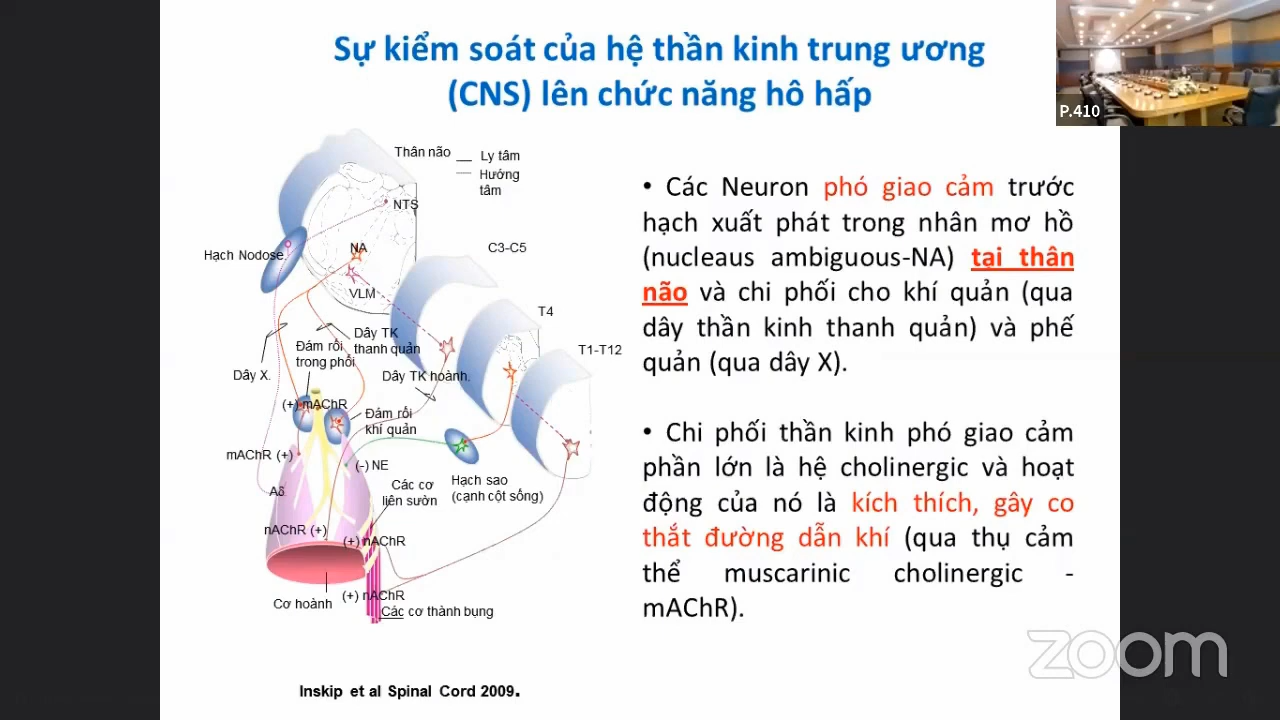 Sự kiểm soát của hệ thần kinh trung ương
(CNS) lên chức năng hô hấp
P.410
Thân não
Ly tâm
Hướng
tâm
NTS
Hạch Nodose.
NA
C3-C5
VLM
T4
Dây TK
thanh quản
Đám rối
trong phổi
T1-T12
Dây X.
Dây TK hoành.
(+) mAChR
Đám rối
khí quản
mAChR (+)
(-) NE
Các cơ
liên sườn
Hạch sao
(cạnh cột sống)
Aδ
nAChR (+)
(+) nAChR
(+) nAChR
Cơ hoành
Các cơ thành bụng
Inskip et al Spinal Cord 2009.
• Các Neuron phó giao cảm trước
hạch xuất phát trong nhân mơ hồ
(nucleaus ambiguous-NA) tại thân
não và chi phối cho khí quản (qua
dây thần kinh thanh quản) và phế
quản (qua dây X).
• Chi phối thần kinh phó giao cảm
phần lớn là hệ cholinergic và hoạt
động của nó là kích thích, gây co
thắt đường dẫn khí (qua thụ cảm
thể muscarinic cholinergic -
mAChR).
zoom